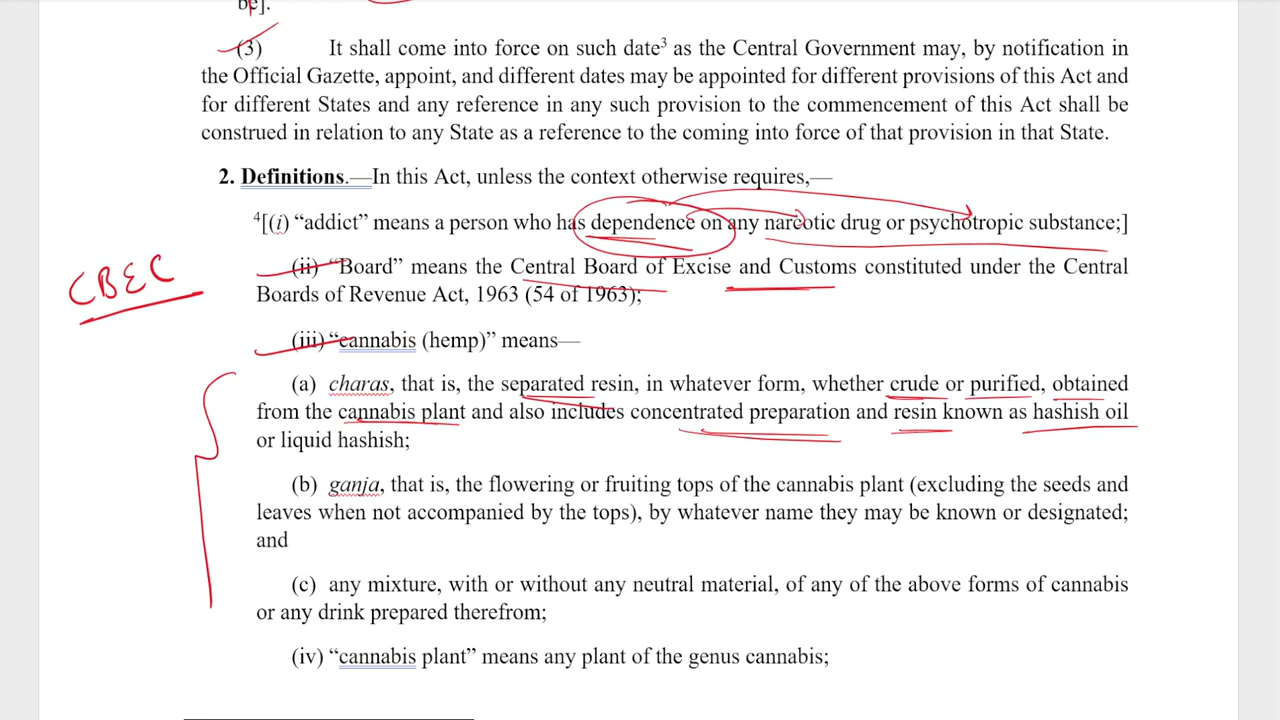 be].
(3) It shall come into force on such date3 as the Central Government may, by notification in
the Official Gazette, appoint, and different dates may be appointed for different provisions of this Act and
for different States and any reference in any such provision to the commencement of this Act shall be
construed in relation to any State as a reference to the coming into force of that provision in that State.
2. Definitions.—In this Act, unless the context otherwise requires,—
4[(i) “addict” means a person who has dependence on any narcotic drug or psychotropic substance;]
(ii) “Board” means the Central Board of Excise and Customs constituted under the Central
CBEC
Boards of Revenue Act, 1963 (54 of 1963);
(iii) “cannabis (hemp)” means—
(a) charas, that is, the separated resin, in whatever form, whether crude or purified, obtained
from the cannabis plant and also includes concentrated preparation and resin known as hashish oil
or liquid hashish;
(b) ganja, that is, the flowering or fruiting tops of the cannabis plant (excluding the seeds and
leaves when not accompanied by the tops), by whatever name they may be known or designated;
and
(c) any mixture, with or without any neutral material, of any of the above forms of cannabis
or any drink prepared therefrom;
(iv) “cannabis plant” means any plant of the genus cannabis;